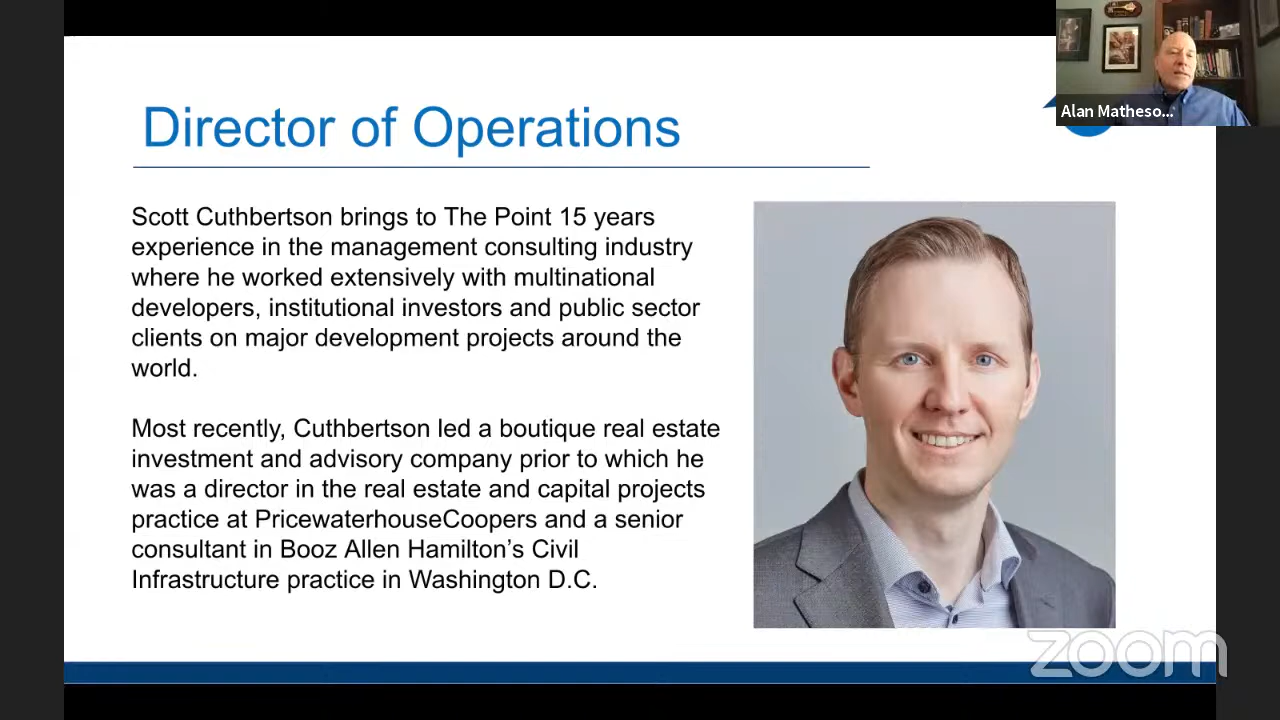 Director of Operations
Alan Matheso...
Scott Cuthbertson brings to The Point 15 years
experience in the management consulting industry
where he worked extensively with multinational
developers, institutional investors and public sector
clients on major development projects around the
world.
Most recently, Cuthbertson led a boutique real estate
investment and advisory company prior to which he
was a director in the real estate and capital projects
practice at PricewaterhouseCoopers and a senior
consultant in Booz Allen Hamilton’s Civil
Infrastructure practice in Washington D.C.
zoom